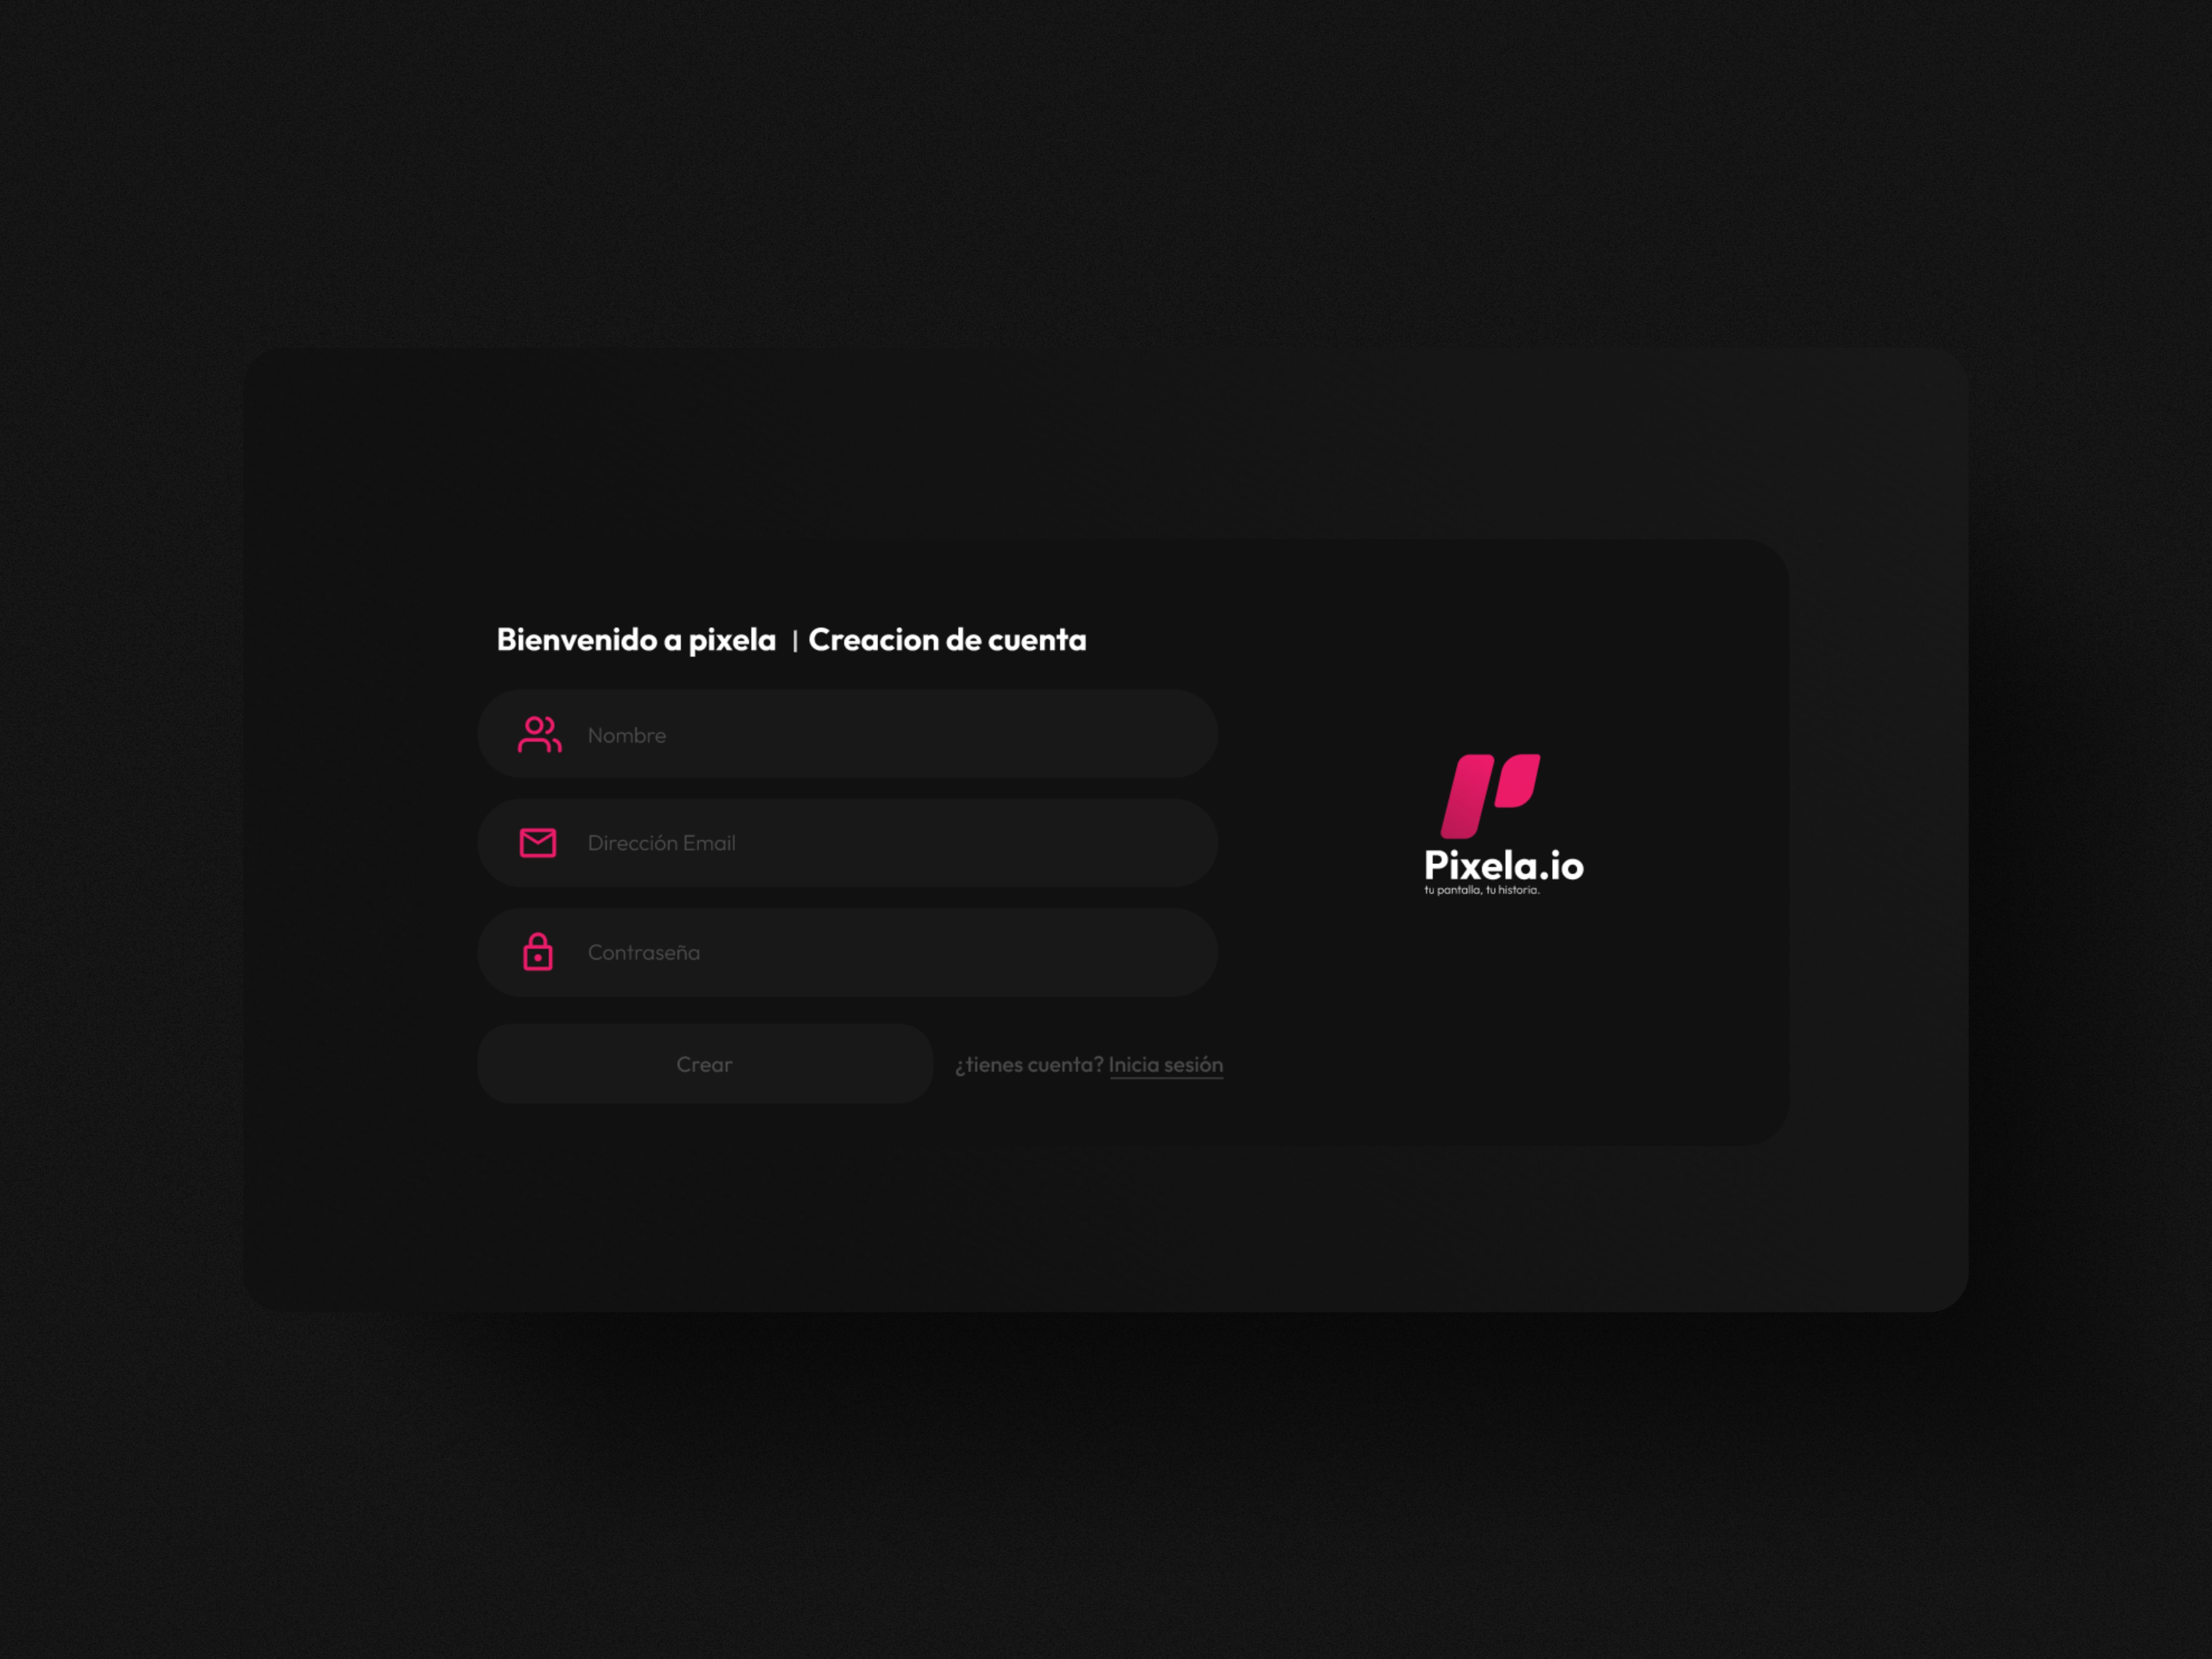 Bienvenido a pixela | Creacion de cuenta
Nombre
Dirección Email
Contraseña
Crear
¿tienes cuenta? Inicia sesión
Pixela.io
tu pantalla, tu historia.